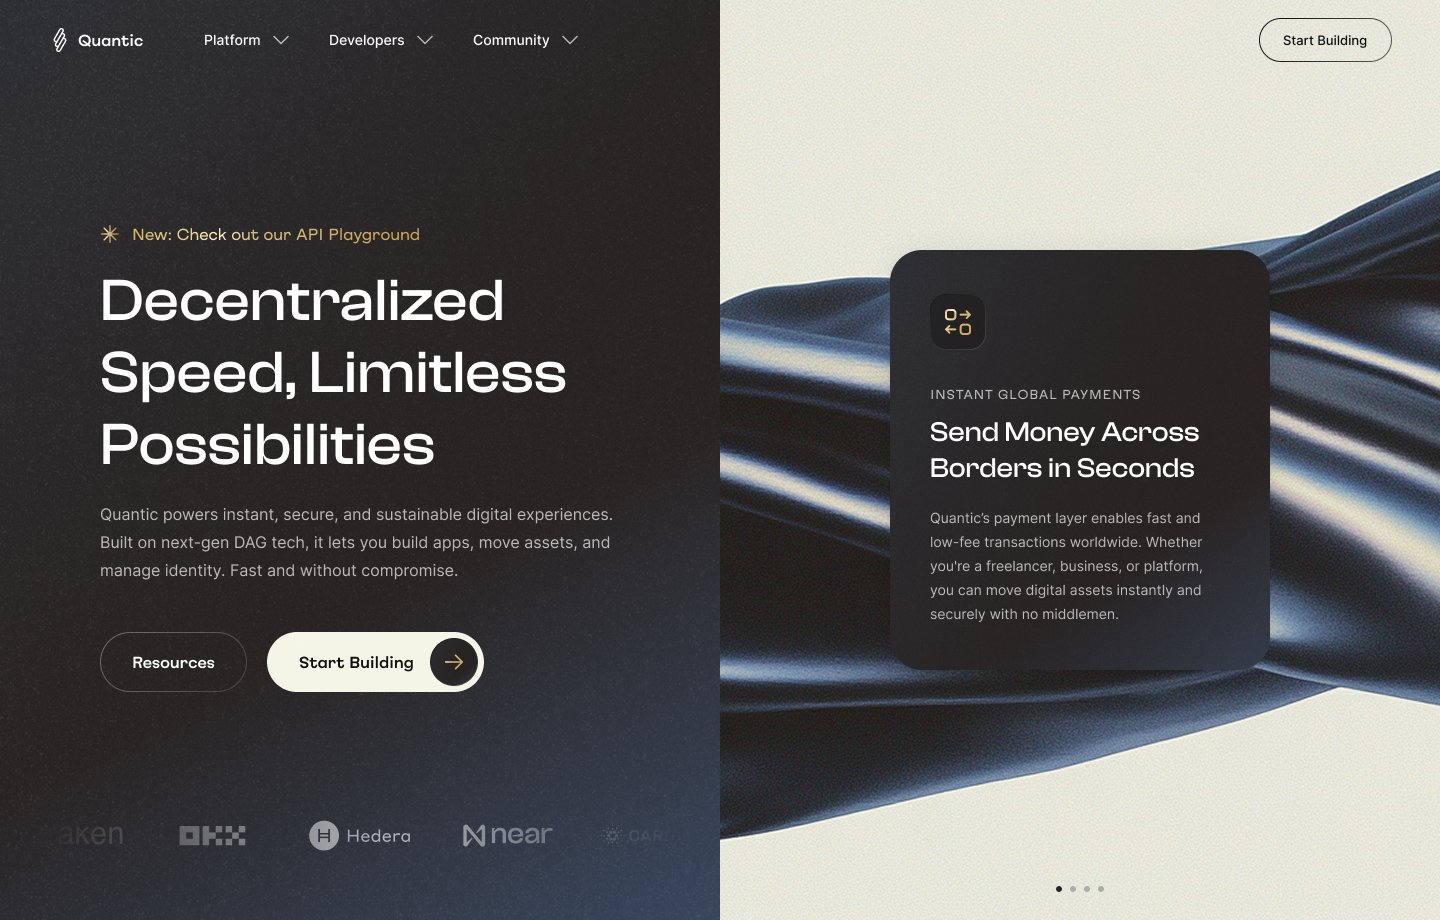 Quantic
Platform
Developers
Community
Start Building
New: Check out our API Playground
Decentralized
Speed, Limitless
Possibilities
Quantic powers instant, secure, and sustainable digital experiences.
Built on next-gen DAG tech, it lets you build apps, move assets, and
manage identity. Fast and without compromise.
Resources
Start Building
aken
OKX
Hedera
near
INSTANT GLOBAL PAYMENTS
Send Money Across
Borders in Seconds
Quantic’s payment layer enables fast and
low-fee transactions worldwide. Whether
you're a freelancer, business, or platform,
you can move digital assets instantly and
securely with no middlemen.